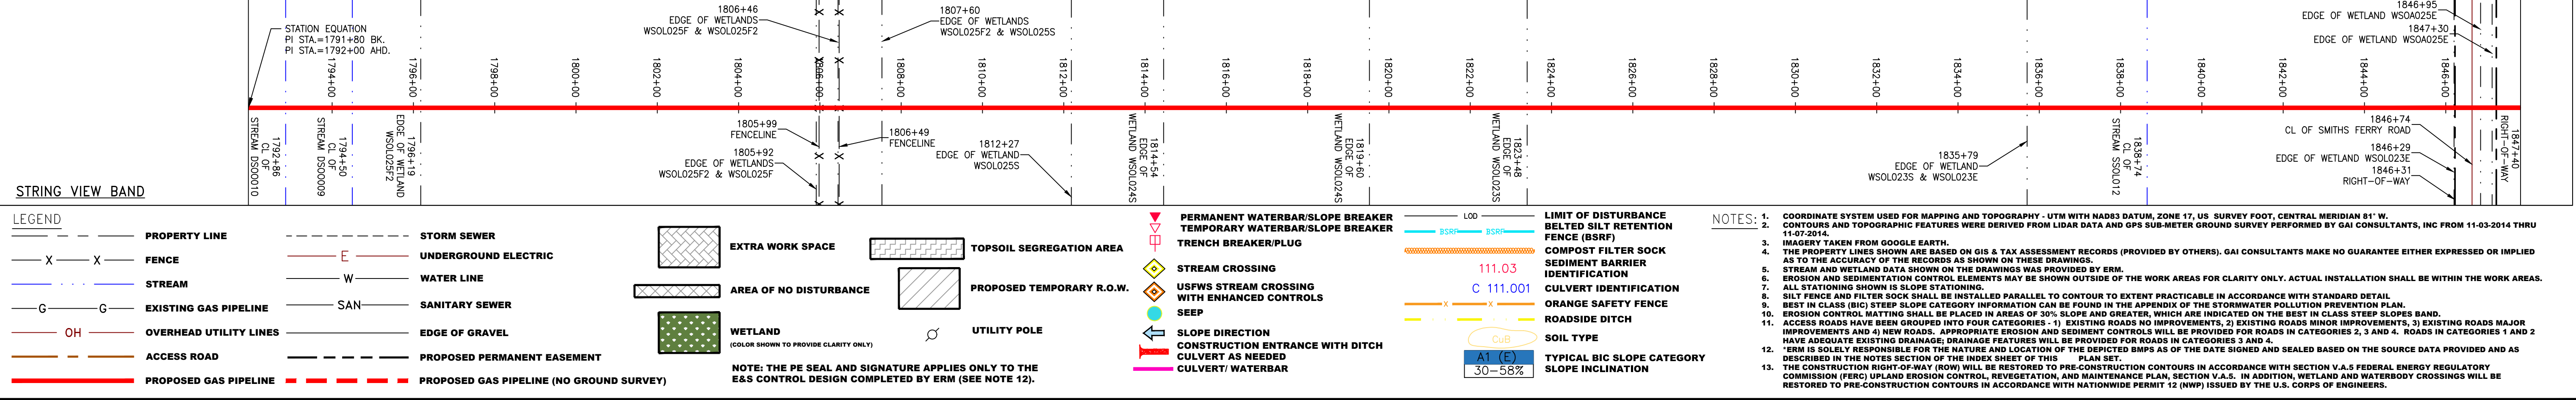 STATION EQUATION
PI STA.=1791+80 BK.
PI STA.=1792+00 AHD.
1806+46
EDGE OF WETLANDS
WSOL025F & WSOL025F2
1807+60
EDGE OF WETLANDS
WSOL025F2 & WSOL025S
1846+95
EDGE OF WETLAND WSOA025E
1847+30
EDGE OF WETLAND WSOA025E
1794+00
1796+00
1798+00
1800+00
1802+00
1804+00
1806+00
1808+00
1810+00
1812+00
1814+00
1816+00
1818+00
1820+00
1822+00
1824+00
1826+00
1828+00
1830+00
1832+00
1834+00
1836+00
1838+00
1840+00
1842+00
1844+00
1846+00
1792+86
CL OF
STREAM DSOO010
1794+50
CL OF
STREAM DSOO009
1796+19
EDGE OF WETLAND
WSOL025F2
1805+99
FENCELINE
1805+92
EDGE OF WETLANDS
WSOL025F2 & WSOL025F
1806+49
FENCELINE
1812+27
EDGE OF WETLAND
WSOL025S
1814+54
EDGE OF
WETLAND WSOL024S
1819+60
EDGE OF
WETLAND WSOL024S
1823+48
EDGE OF
WETLAND WSOL023S
1835+79
EDGE OF WETLAND
WSOL023S & WSOL023E
1838+74
CL OF
STREAM SSOL012
1846+74
CL OF SMITHS FERRY ROAD
1846+29
EDGE OF WETLAND WSOL023E
1846+31
RIGHT-OF-WAY
1847+40
RIGHT-OF-WAY
STRING VIEW BAND
LEGEND
PROPERTY LINE
X X FENCE
STREAM
G G EXISTING GAS PIPELINE
OH OVERHEAD UTILITY LINES
ACCESS ROAD
PROPOSED GAS PIPELINE
STORM SEWER
E UNDERGROUND ELECTRIC
W WATER LINE
SAN SANITARY SEWER
EDGE OF GRAVEL
PROPOSED PERMANENT EASEMENT
PROPOSED GAS PIPELINE (NO GROUND SURVEY)
EXTRA WORK SPACE
AREA OF NO DISTURBANCE
WETLAND
(COLOR SHOWN TO PROVIDE CLARITY ONLY)
TOPSOIL SEGREGATION AREA
PROPOSED TEMPORARY R.O.W.
UTILITY POLE
NOTE: THE PE SEAL AND SIGNATURE APPLIES ONLY TO THE
E&S CONTROL DESIGN COMPLETED BY ERM (SEE NOTE 12).
PERMANENT WATERBAR/SLOPE BREAKER
TEMPORARY WATERBAR/SLOPE BREAKER
TRENCH BREAKER/PLUG
STREAM CROSSING
USFWS STREAM CROSSING
WITH ENHANCED CONTROLS
SEEP
SLOPE DIRECTION
CONSTRUCTION ENTRANCE WITH DITCH
CULVERT AS NEEDED
CULVERT/ WATERBAR
LOD LIMIT OF DISTURBANCE
BSRF BSRF BELTED SILT RETENTION
FENCE (BSRF)
COMPOST FILTER SOCK
111.03 SEDIMENT BARRIER
IDENTIFICATION
C 111.001 CULVERT IDENTIFICATION
X X ORANGE SAFETY FENCE
ROADSIDE DITCH
CuB SOIL TYPE
A1 (E) TYPICAL BIC SLOPE CATEGORY
30-58% SLOPE INCLINATION
NOTES: 1. COORDINATE SYSTEM USED FOR MAPPING AND TOPOGRAPHY - UTM WITH NAD83 DATUM, ZONE 17, US SURVEY FOOT, CENTRAL MERIDIAN 81° W.
2. CONTOURS AND TOPOGRAPHIC FEATURES WERE DERIVED FROM LIDAR DATA AND GPS SUB-METER GROUND SURVEY PERFORMED BY GAI CONSULTANTS, INC FROM 11-03-2014 THRU
11-07-2014.
3. IMAGERY TAKEN FROM GOOGLE EARTH.
4. THE PROPERTY LINES SHOWN ARE BASED ON GIS & TAX ASSESSMENT RECORDS (PROVIDED BY OTHERS). GAI CONSULTANTS MAKE NO GUARANTEE EITHER EXPRESSED OR IMPLIED
AS TO THE ACCURACY OF THE RECORDS AS SHOWN ON THESE DRAWINGS.
5. STREAM AND WETLAND DATA SHOWN ON THE DRAWINGS WAS PROVIDED BY ERM.
6. EROSION AND SEDIMENTATION CONTROL ELEMENTS MAY BE SHOWN OUTSIDE OF THE WORK AREAS FOR CLARITY ONLY. ACTUAL INSTALLATION SHALL BE WITHIN THE WORK AREAS.
7. ALL STATIONING SHOWN IS SLOPE STATIONING.
8. SILT FENCE AND FILTER SOCK SHALL BE INSTALLED PARALLEL TO CONTOUR TO EXTENT PRACTICABLE IN ACCORDANCE WITH STANDARD DETAIL
9. BEST IN CLASS (BIC) STEEP SLOPE CATEGORY INFORMATION CAN BE FOUND IN THE APPENDIX OF THE STORMWATER POLLUTION PREVENTION PLAN.
10. EROSION CONTROL MATTING SHALL BE PLACED IN AREAS OF 30% SLOPE AND GREATER, WHICH ARE INDICATED ON THE BEST IN CLASS STEEP SLOPES BAND.
11. ACCESS ROADS HAVE BEEN GROUPED INTO FOUR CATEGORIES - 1) EXISTING ROADS NO IMPROVEMENTS, 2) EXISTING ROADS MINOR IMPROVEMENTS, 3) EXISTING ROADS MAJOR
IMPROVEMENTS AND 4) NEW ROADS. APPROPRIATE EROSION AND SEDIMENT CONTROLS WILL BE PROVIDED FOR ROADS IN CATEGORIES 2, 3 AND 4. ROADS IN CATEGORIES 1 AND 2
HAVE ADEQUATE EXISTING DRAINAGE; DRAINAGE FEATURES WILL BE PROVIDED FOR ROADS IN CATEGORIES 3 AND 4.
12. *ERM IS SOLELY RESPONSIBLE FOR THE NATURE AND LOCATION OF THE DEPICTED BMPS AS OF THE DATE SIGNED AND SEALED BASED ON THE SOURCE DATA PROVIDED AND AS
DESCRIBED IN THE NOTES SECTION OF THE INDEX SHEET OF THIS PLAN SET.
13. THE CONSTRUCTION RIGHT-OF-WAY (ROW) WILL BE RESTORED TO PRE-CONSTRUCTION CONTOURS IN ACCORDANCE WITH SECTION V.A.5 FEDERAL ENERGY REGULATORY
COMMISSION (FERC) UPLAND EROSION CONTROL, REVEGETATION, AND MAINTENANCE PLAN, SECTION V.A.5. IN ADDITION, WETLAND AND WATERBODY CROSSINGS WILL BE
RESTORED TO PRE-CONSTRUCTION CONTOURS IN ACCORDANCE WITH NATIONWIDE PERMIT 12 (NWP) ISSUED BY THE U.S. CORPS OF ENGINEERS.